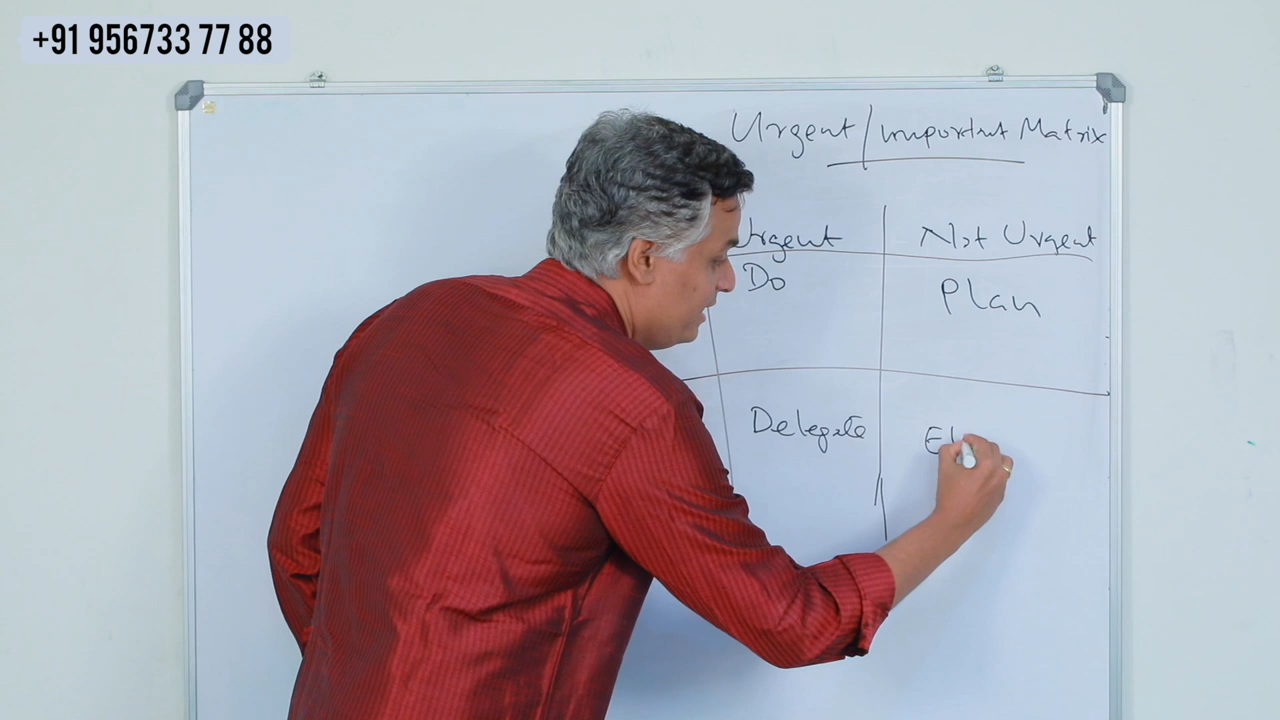 +91 956733 77 88
Urgent/Important Matrix
Urgent Not Urgent
Do Plan
Delegate El